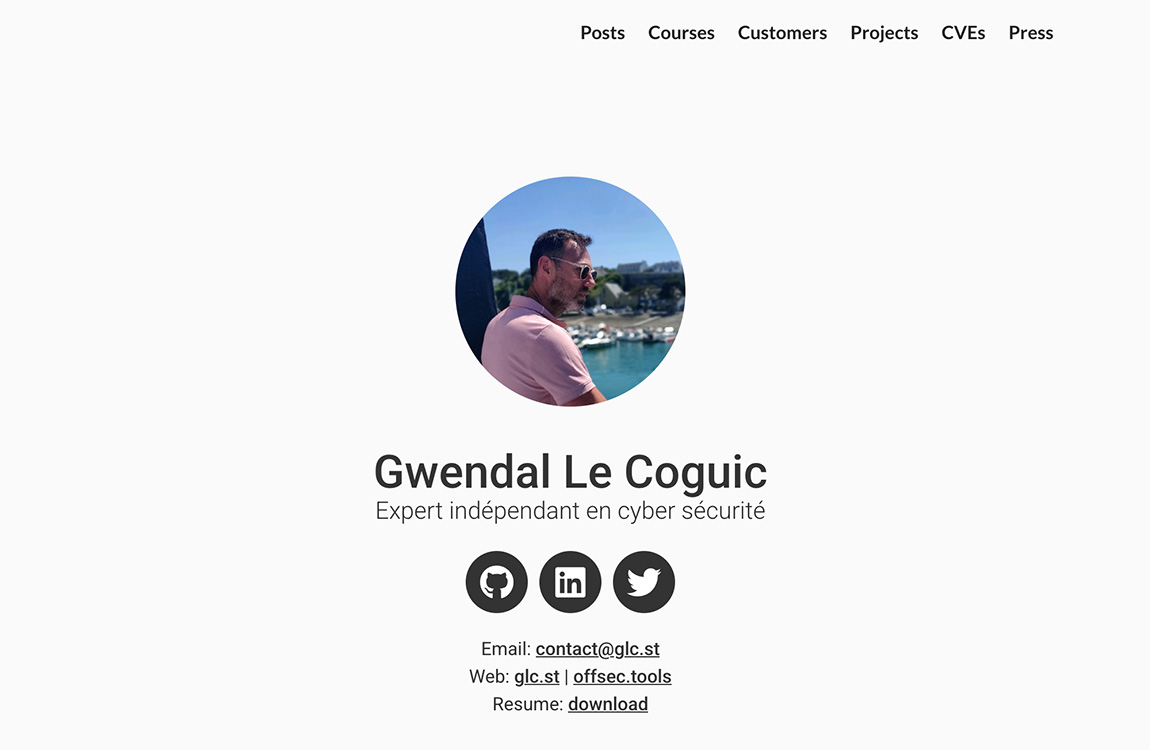 Posts Courses Customers Projects CVEs Press
Gwendal Le Coguic
Expert indépendant en cyber sécurité
in
Email: contact@glc.st
Web: glc.st | offsec.tools
Resume: download